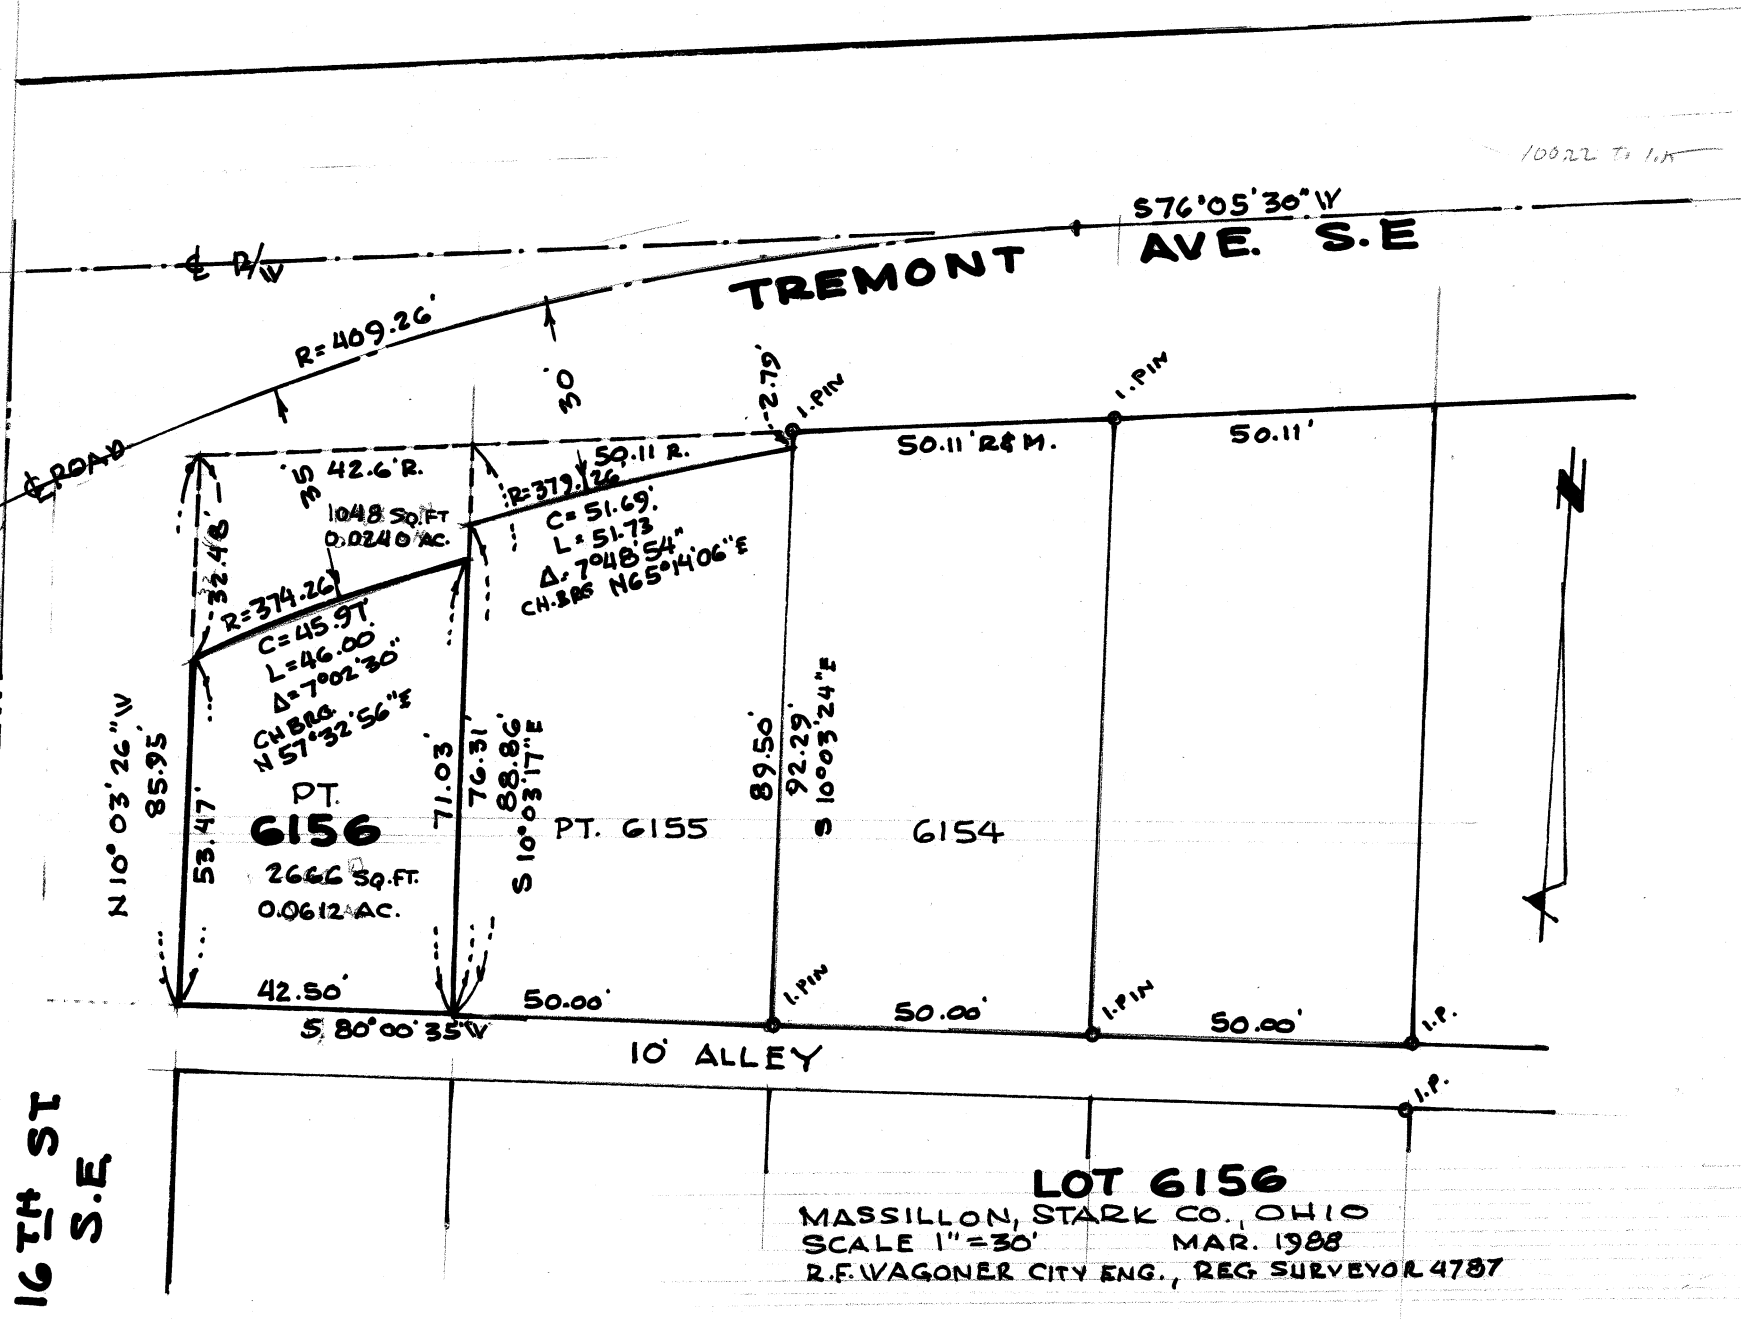 S76°05'30"W
AVE. S.E
TREMONT
℄ R/W
R=409.26'
℄ ROAD
30'
35'
2.79'
I.PIN
I.PIN
42.6' R.
50.11 R.
50.11' R&M.
50.11'
1048 SQ.FT
0.0240 AC.
32.48'
R=379.26
C= 51.69'.
L= 51.73
Δ= 7°48'54"
CH.BRG N65°14'06"E
R=374.26'
C=45.97'
L=46.00'
Δ=7°02'30"
CH BRG.
N 57°32'56"E
N 10° 03' 26" W
85.95'
53.47'
71.03'
76.31'
88.86'
S 10°03'17"E
89.50'
92.29'
S 10°03'24"E
PT.
6156
2666 SQ.FT.
0.0612 AC.
PT. 6155
6154
N
42.50'
S 80°00'35"W
50.00'
I.PIN
50.00'
I.PIN
50.00'
I.P.
10' ALLEY
I.P.
16TH ST
S.E
LOT 6156
MASSILLON, STARK CO., OHIO
SCALE 1"=30' MAR. 1988
R.F. WAGONER CITY ENG., REG SURVEYOR 4787